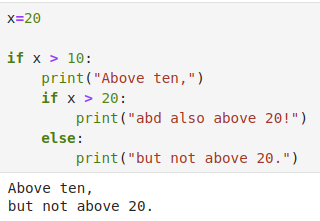 x=20

if x > 10:
    print("Above ten,")
    if x > 20:
        print("abd also above 20!")
    else:
        print("but not above 20.")
Above ten,
but not above 20.